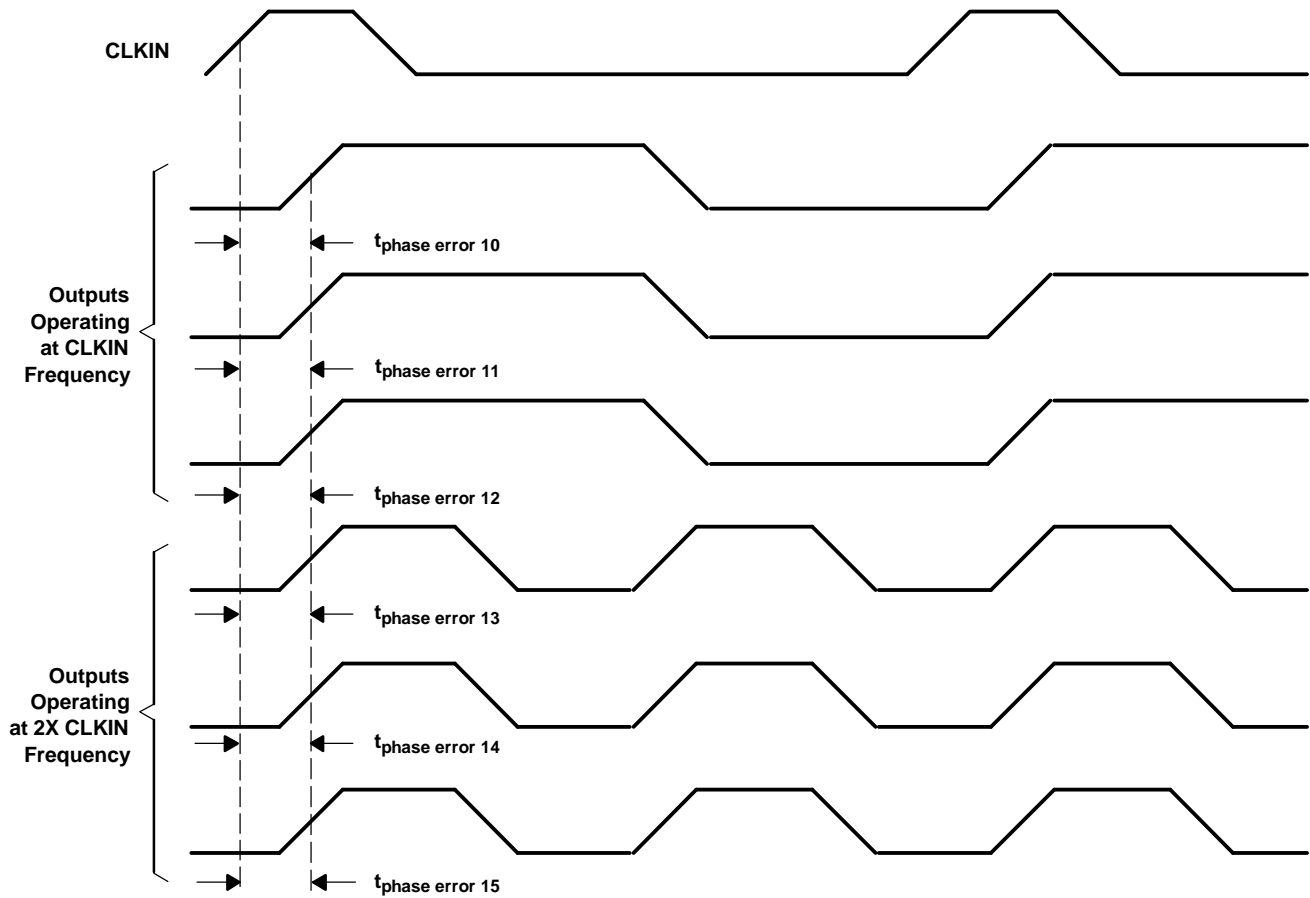 CLKIN
tphase error 10
Outputs
Operating
at CLKIN
Frequency
tphase error 11
tphase error 12
tphase error 13
Outputs
Operating
at 2X CLKIN
Frequency
tphase error 14
tphase error 15